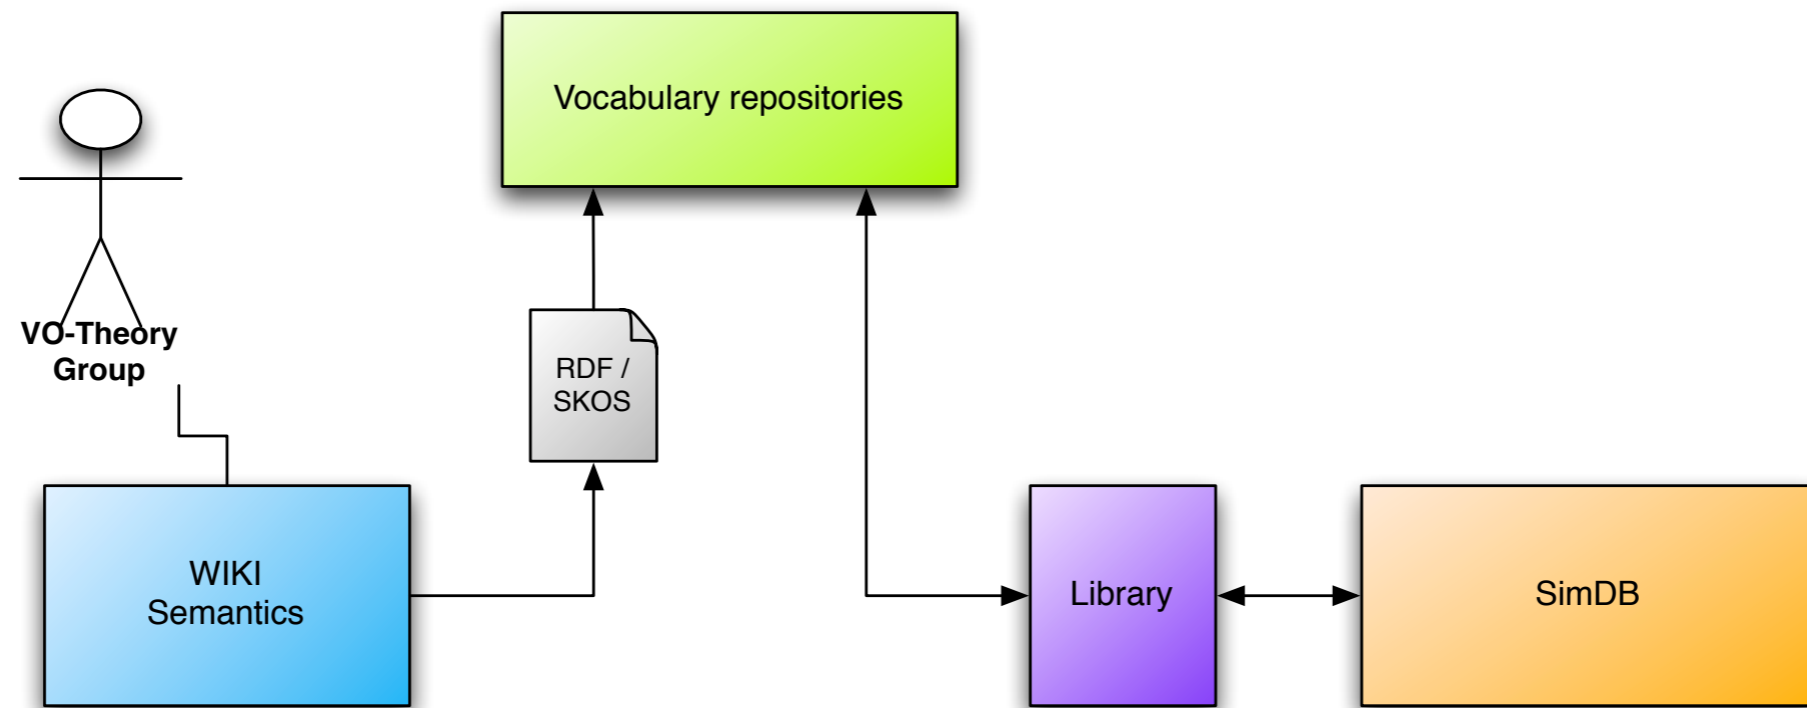 Vocabulary repositories
VO-Theory
Group
RDF /
SKOS
WIKI
Semantics
Library
SimDB